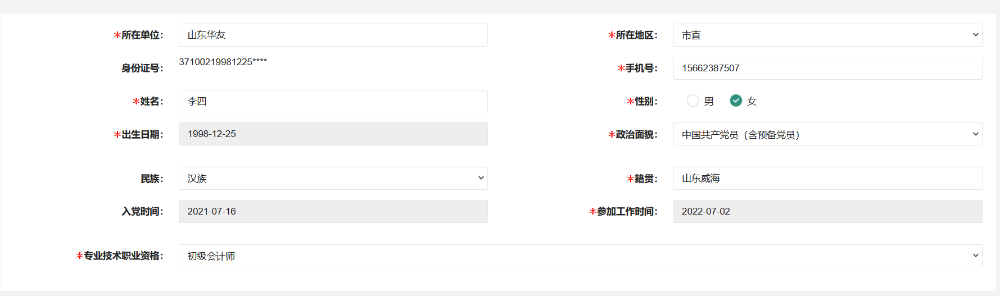 *所在单位： 山东华友 *所在地区： 市直
身份证号： 37100219981225**** *手机号： 15662387507
*姓名： 李四 *性别： 男 女
*出生日期： 1998-12-25 *政治面貌： 中国共产党员（含预备党员）
民族： 汉族 *籍贯： 山东威海
入党时间： 2021-07-16 *参加工作时间： 2022-07-02
*专业技术职业资格： 初级会计师